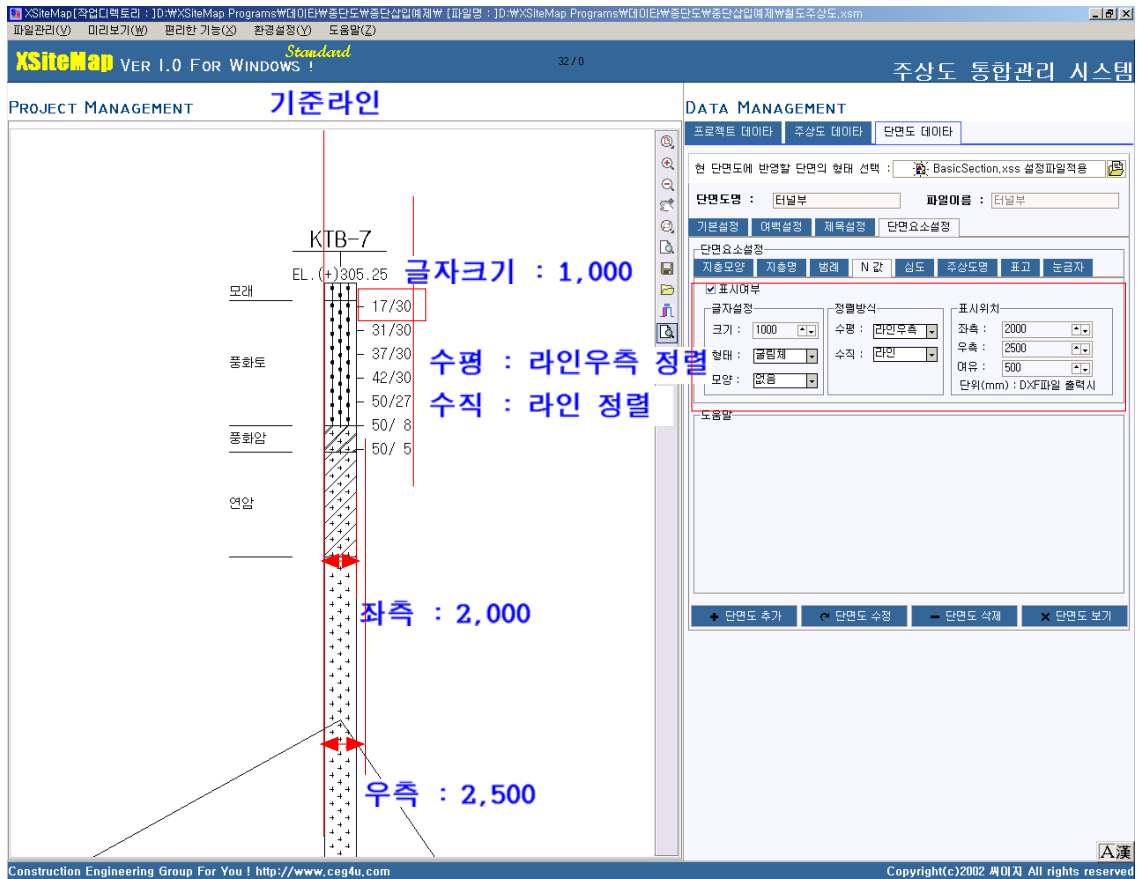 XSiteMap[작업디렉토리 : ]D:₩XSiteMap Programs₩데이타₩종단도₩종단삽입예제₩ [파일명 : ]D:₩XSiteMap Programs₩데이타₩종단도₩종단삽입예제₩철도주상도.xsm
파일관리(V) 미리보기(W) 편리한 기능(X) 환경설정(Y) 도움말(Z)
XSiteMap VER 1.0 FOR WINDOWS ! Standard
32 / 0
주상도 통합관리 시스템
PROJECT MANAGEMENT
기준라인
KTB-7
EL.(+)305.25
글자크기 : 1,000
모래
17/30
31/30
풍화토
37/30
수평 : 라인우측 정렬
42/30
50/27
수직 : 라인 정렬
50/ 8
풍화암
50/ 5
연암
좌측 : 2,000
우측 : 2,500
DATA MANAGEMENT
프로젝트 데이타 주상도 데이타 단면도 데이타
현 단면도에 반영할 단면의 형태 선택 : BasicSection.xss 설정파일적용
단면도명 : 터널부 파일이름 : 터널부
기본설정 여백설정 제목설정 단면요소설정
단면요소설정
지층모양 지층명 범례 N 값 심도 주상도명 표고 눈금자
표시여부
글자설정 정렬방식 표시위치
크기 : 1000 수평 : 라인우측 좌측 : 2000
형태 : 굴림체 수직 : 라인 우측 : 2500
모양 : 없음 여유 : 500
단위(mm) : DXF파일 출력시
도움말
단면도 추가 단면도 수정 단면도 삭제 단면도 보기
A漢
Construction Engineering Group For You ! http://www.ceg4u.com
Copyright(c)2002 씨이지 All rights reserved